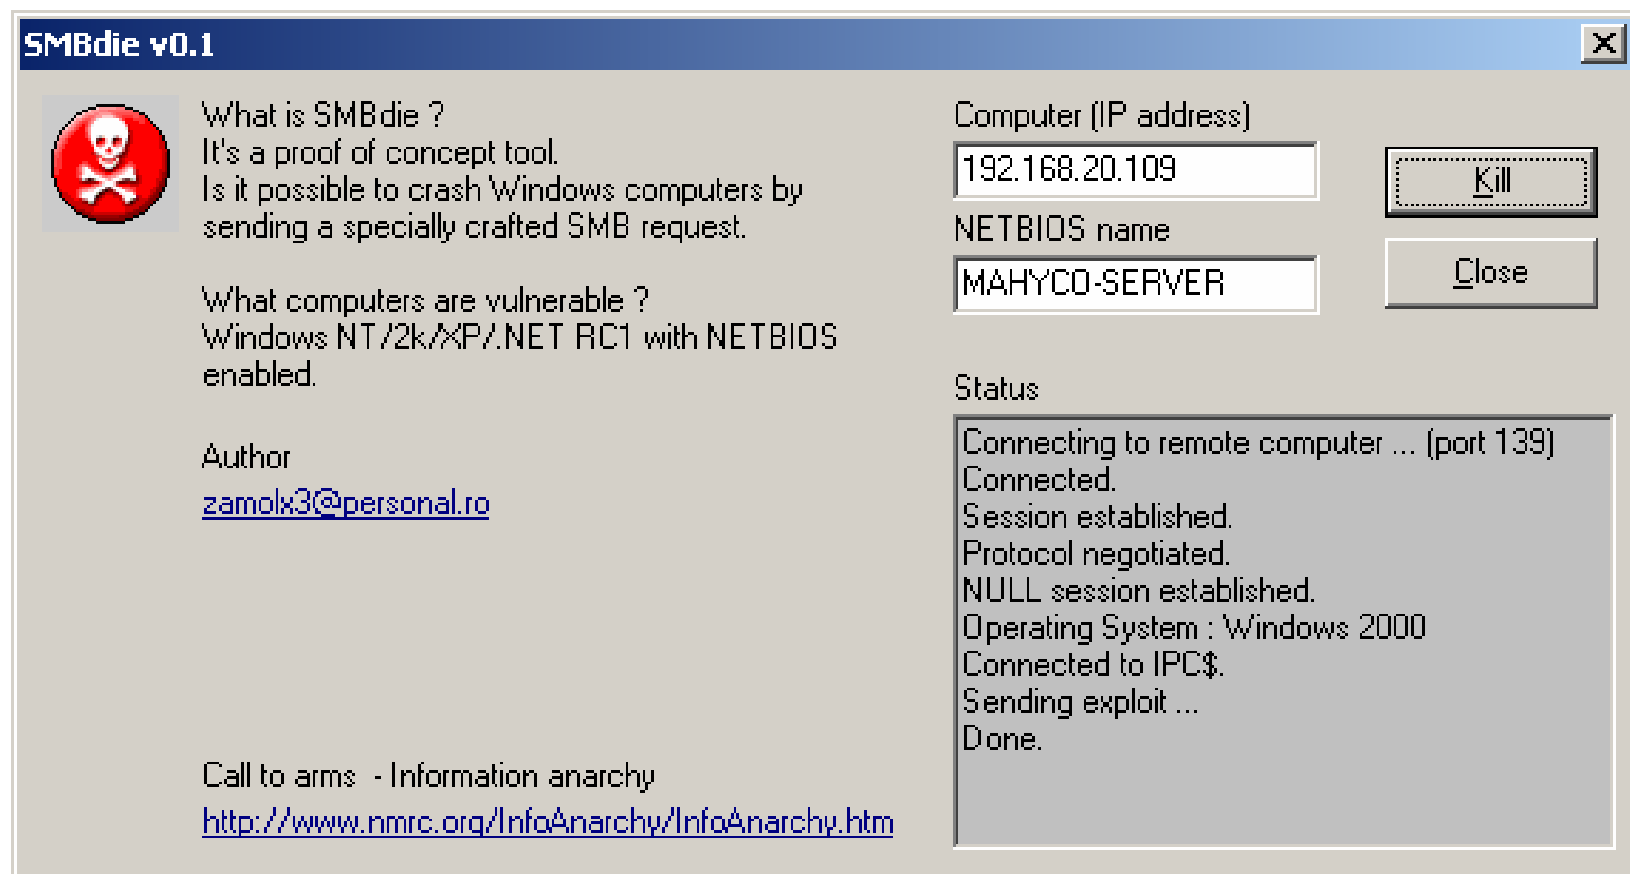 SMBdie v0.1
What is SMBdie ?
It's a proof of concept tool.
Is it possible to crash Windows computers by
sending a specially crafted SMB request.
What computers are vulnerable ?
Windows NT/2k/XP/.NET RC1 with NETBIOS
enabled.
Author
zamolx3@personal.ro
Call to arms - Information anarchy
http://www.nmrc.org/InfoAnarchy/InfoAnarchy.htm
Computer (IP address)
192.168.20.109
Kill
NETBIOS name
MAHYCO-SERVER
Close
Status
Connecting to remote computer ... (port 139)
Connected.
Session established.
Protocol negotiated.
NULL session established.
Operating System : Windows 2000
Connected to IPC$.
Sending exploit ...
Done.